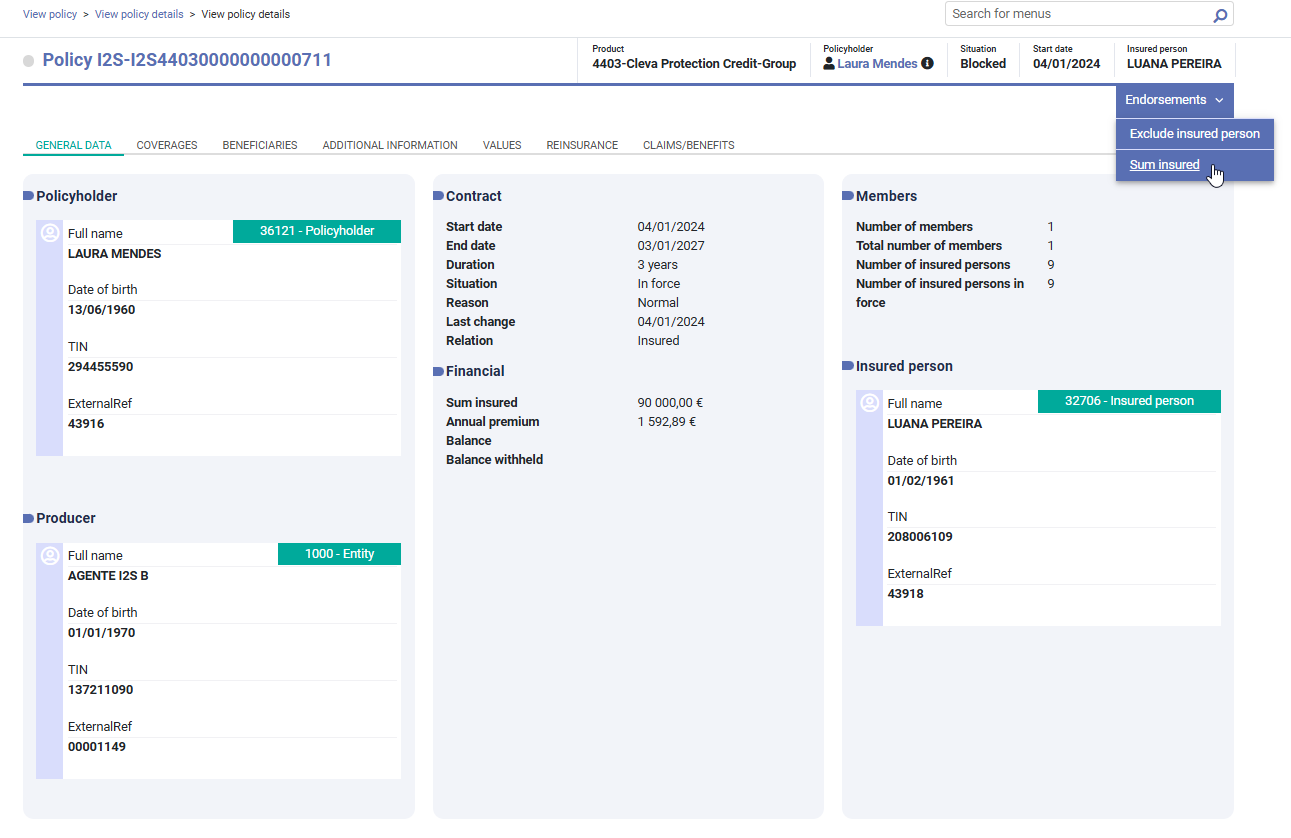 View policy > View policy details > View policy details
Search for menus
Policy I2S-I2S44030000000000711
Product
4403-Cleva Protection Credit-Group
Policyholder
Laura Mendes
Situation
Blocked
Start date
04/01/2024
Insured person
LUANA PEREIRA
Endorsements
Exclude insured person
Sum insured
GENERAL DATA COVERAGES BENEFICIARIES ADDITIONAL INFORMATION VALUES REINSURANCE CLAIMS/BENEFITS
Policyholder
Full name
36121 - Policyholder
LAURA MENDES
Date of birth
13/06/1960
TIN
294455590
ExternalRef
43916
Producer
Full name
1000 - Entity
AGENTE I2S B
Date of birth
01/01/1970
TIN
137211090
ExternalRef
00001149
Contract
Start date 04/01/2024
End date 03/01/2027
Duration 3 years
Situation In force
Reason Normal
Last change 04/01/2024
Relation Insured
Financial
Sum insured 90 000,00 €
Annual premium 1 592,89 €
Balance
Balance withheld
Members
Number of members 1
Total number of members 1
Number of insured persons 9
Number of insured persons in 9
force
Insured person
Full name
32706 - Insured person
LUANA PEREIRA
Date of birth
01/02/1961
TIN
208006109
ExternalRef
43918